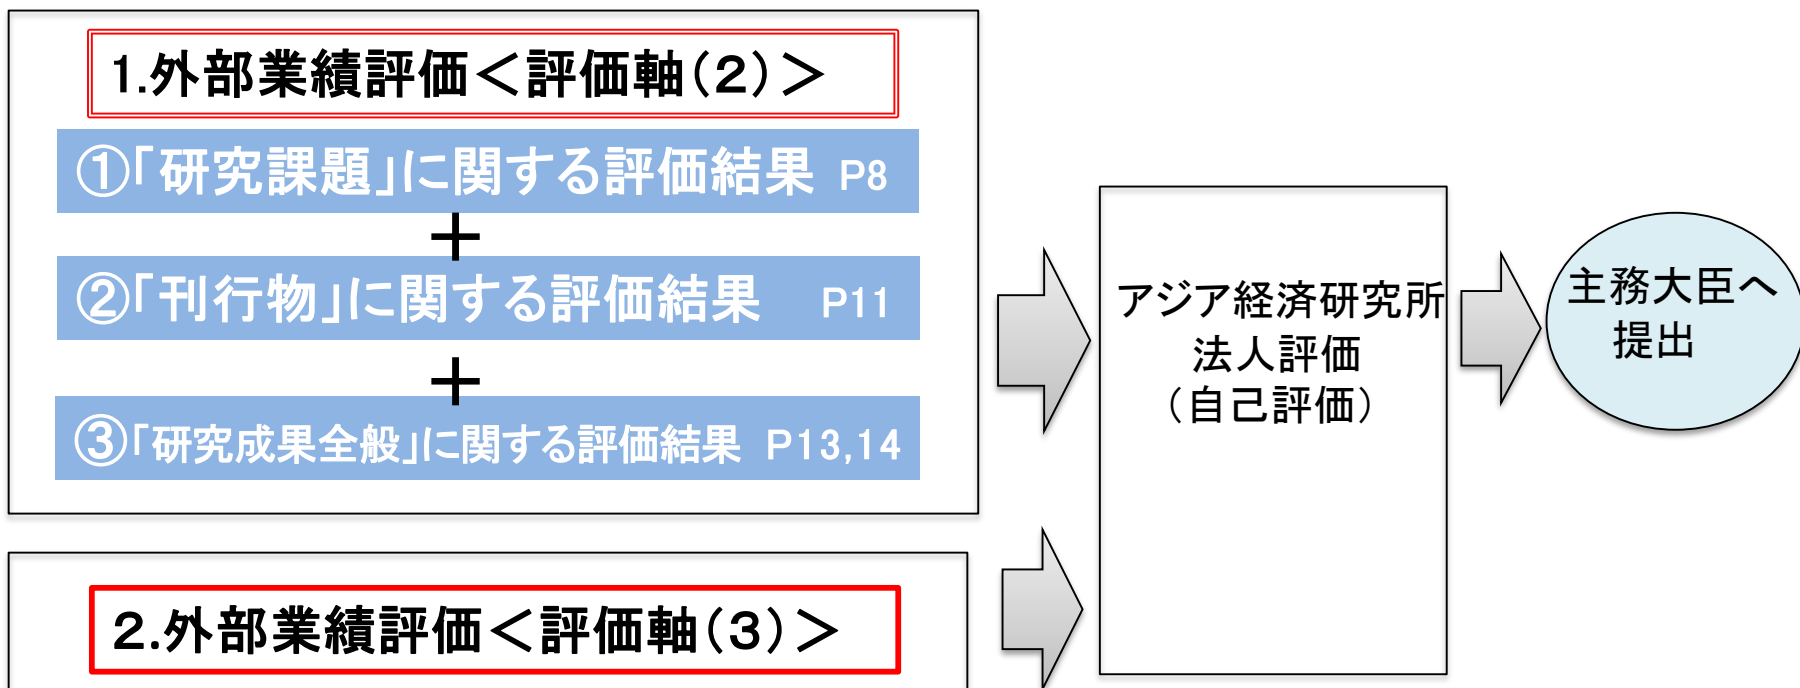 1.外部業績評価＜評価軸（２）＞
①「研究課題」に関する評価結果 P8
＋
②「刊行物」に関する評価結果 P11
＋
③「研究成果全般」に関する評価結果 P13,14
2.外部業績評価＜評価軸（３）＞
アジア経済研究所
法人評価
（自己評価）
主務大臣へ
提出